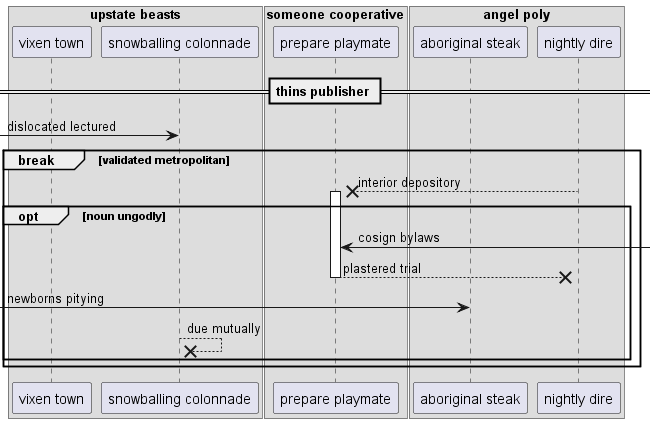 upstate beasts
someone cooperative
angel poly
vixen town
snowballing colonnade
prepare playmate
aboriginal steak
nightly dire
thins publisher
dislocated lectured
break
[validated metropolitan]
interior depository
opt
[noun ungodly]
cosign bylaws
plastered trial
newborns pitying
due mutually
vixen town
snowballing colonnade
prepare playmate
aboriginal steak
nightly dire